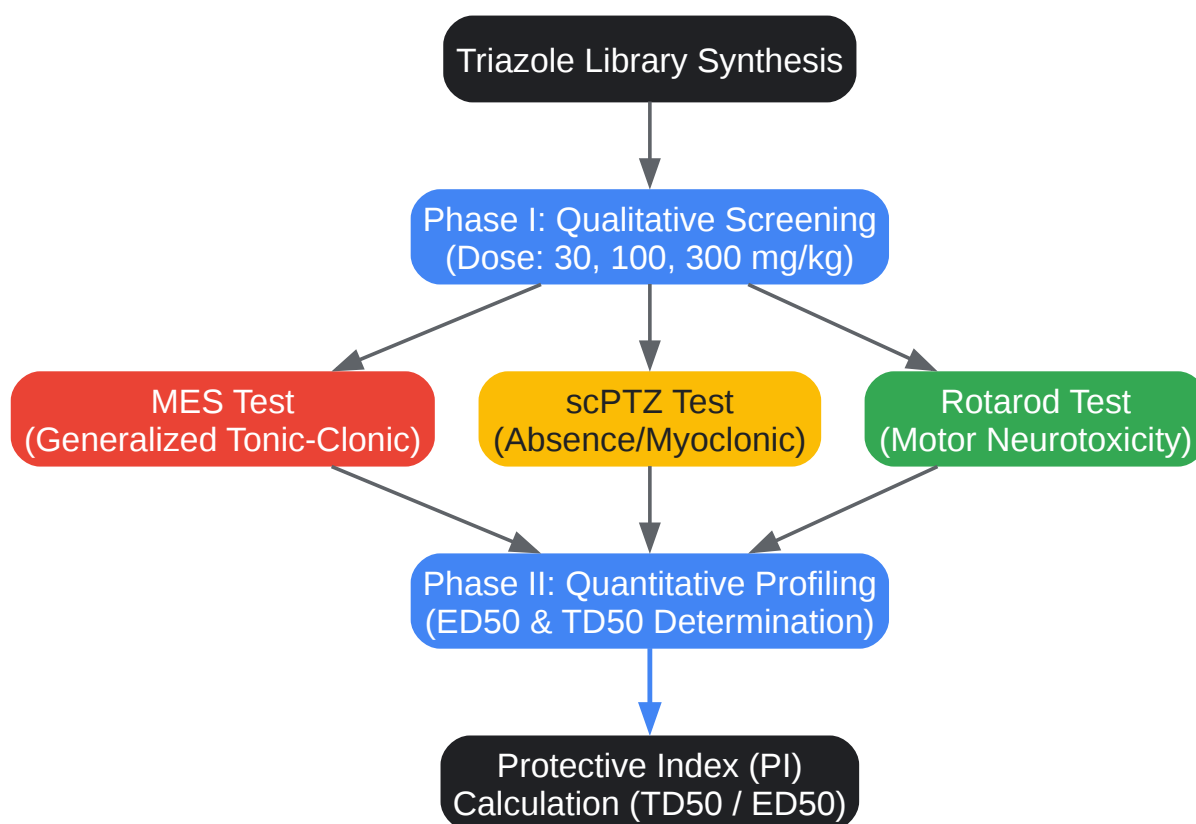 Triazole Library Synthesis
Phase I: Qualitative Screening
(Dose: 30, 100, 300 mg/kg)
MES Test
(Generalized Tonic-Clonic)
scPTZ Test
(Absence/Myoclonic)
Rotarod Test
(Motor Neurotoxicity)
Phase II: Quantitative Profiling
(ED50 & TD50 Determination)
Protective Index (PI)
Calculation (TD50 / ED50)